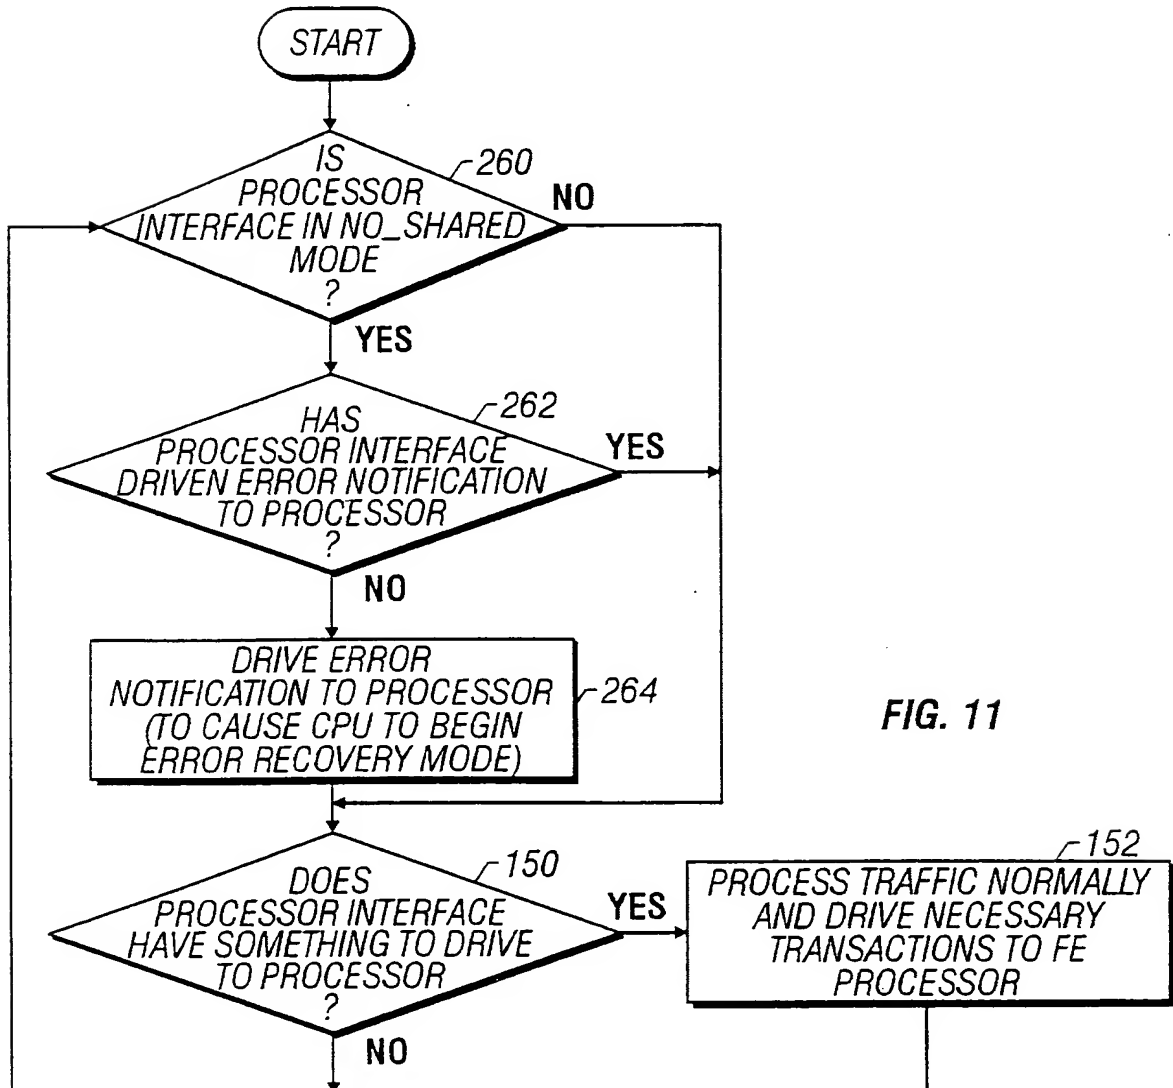 START
IS
PROCESSOR
INTERFACE IN NO_SHARED
MODE
?
260
NO
YES
HAS
PROCESSOR INTERFACE
DRIVEN ERROR NOTIFICATION
TO PROCESSOR
?
262
YES
NO
DRIVE ERROR
NOTIFICATION TO PROCESSOR
(TO CAUSE CPU TO BEGIN
ERROR RECOVERY MODE)
264
FIG. 11
DOES
PROCESSOR INTERFACE
HAVE SOMETHING TO DRIVE
TO PROCESSOR
?
150
YES
NO
152
PROCESS TRAFFIC NORMALLY
AND DRIVE NECESSARY
TRANSACTIONS TO FE
PROCESSOR